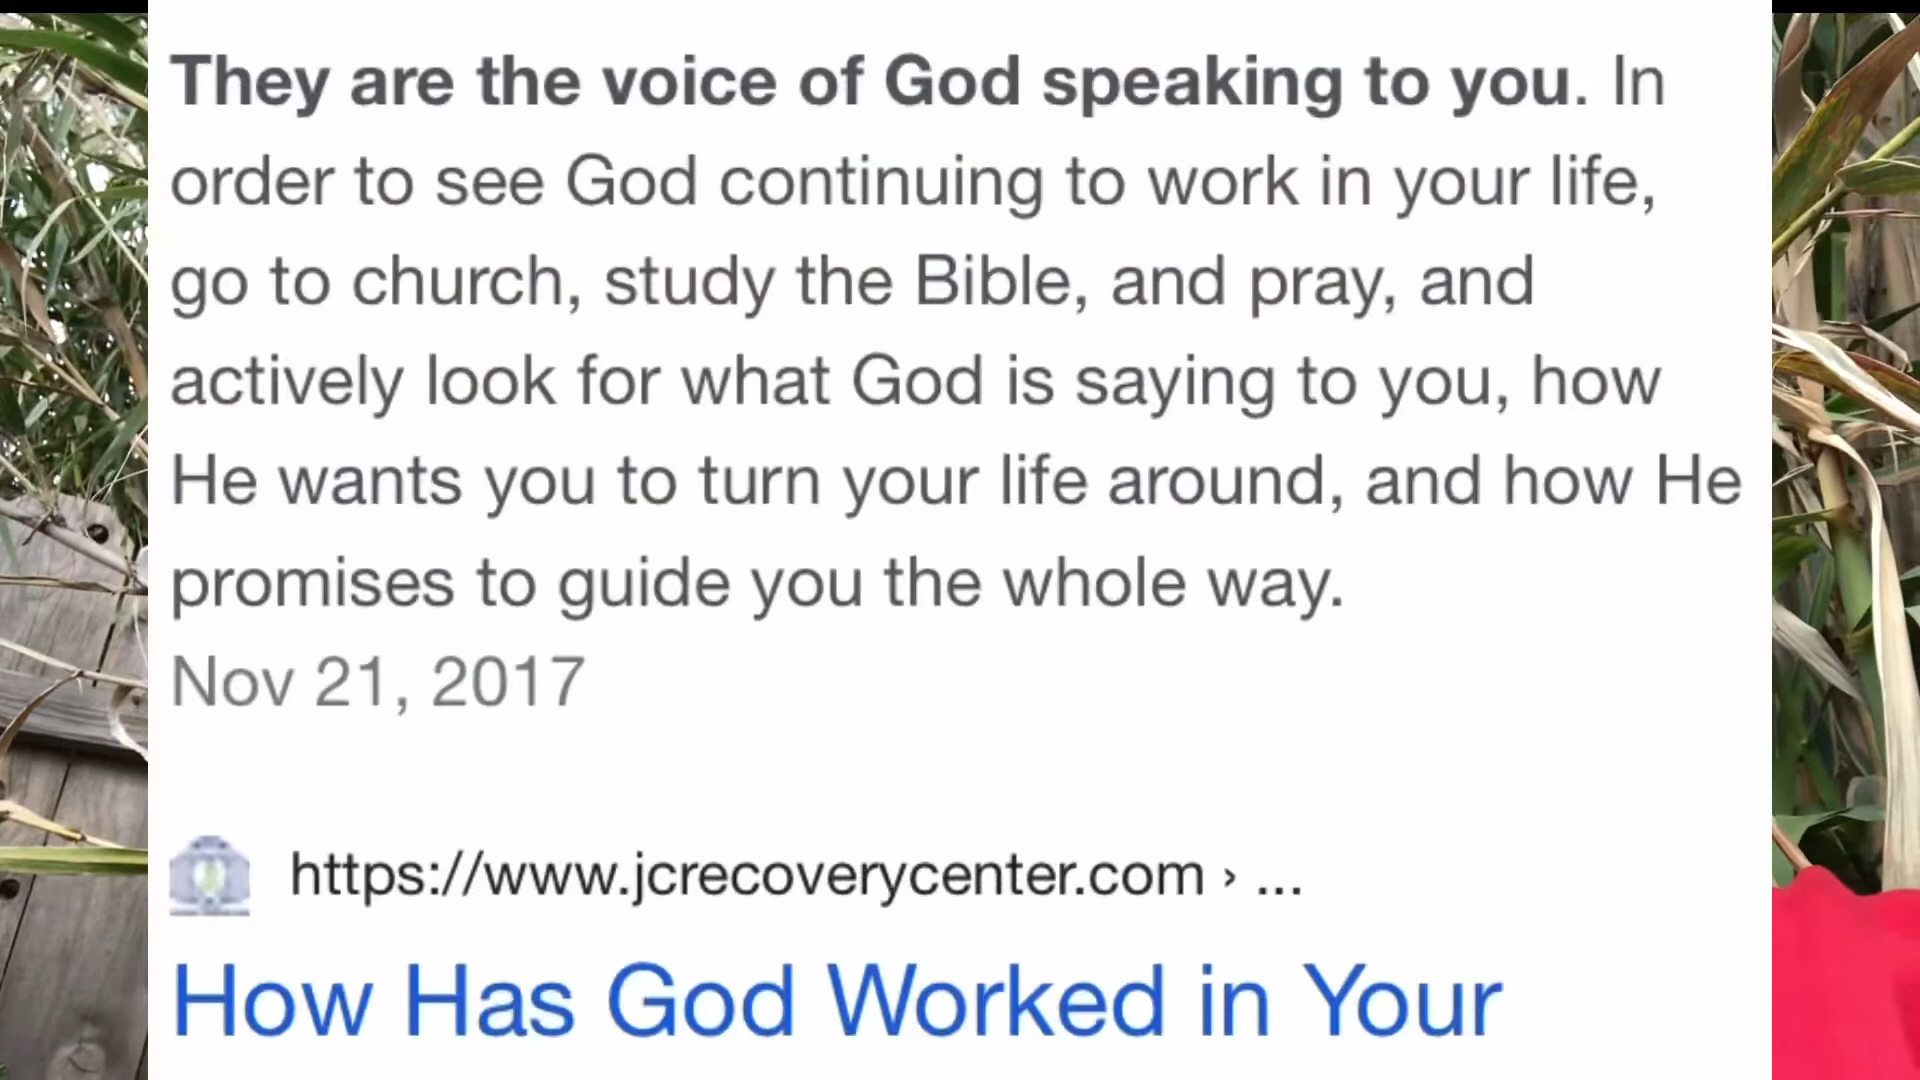 They are the voice of God speaking to you. In
order to see God continuing to work in your life,
go to church, study the Bible, and pray, and
actively look for what God is saying to you, how
He wants you to turn your life around, and how He
promises to guide you the whole way.
Nov 21, 2017
https://www.jcrecoverycenter.com › ...
How Has God Worked in Your